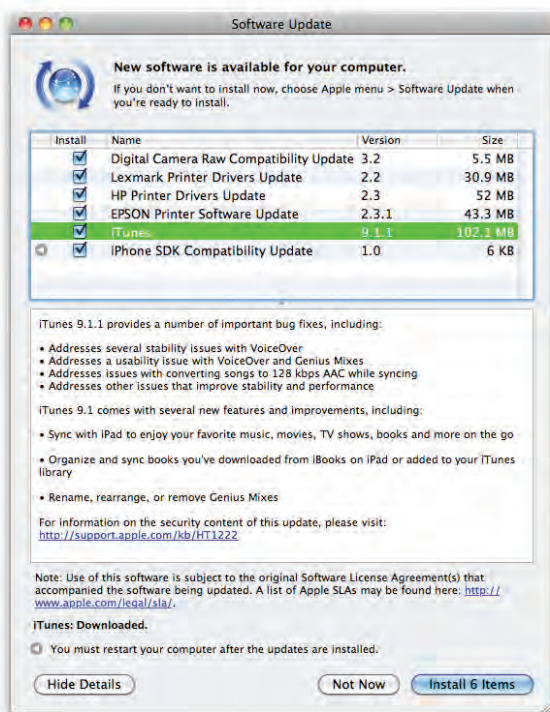 Software Update
New software is available for your computer.
If you don't want to install now, choose Apple menu > Software Update when
you're ready to install.
Install Name Version Size
Digital Camera Raw Compatibility Update 3.2 5.5 MB
Lexmark Printer Drivers Update 2.2 30.9 MB
HP Printer Drivers Update 2.3 52 MB
EPSON Printer Software Update 2.3.1 43.3 MB
iTunes 9.1.1 102.1 MB
iPhone SDK Compatibility Update 1.0 6 KB
iTunes 9.1.1 provides a number of important bug fixes, including:
• Addresses several stability issues with VoiceOver
• Addresses a usability issue with VoiceOver and Genius Mixes
• Addresses issues with converting songs to 128 kbps AAC while syncing
• Addresses other issues that improve stability and performance
iTunes 9.1 comes with several new features and improvements, including:
• Sync with iPad to enjoy your favorite music, movies, TV shows, books and more on the go
• Organize and sync books you've downloaded from iBooks on iPad or added to your iTunes
library
• Rename, rearrange, or remove Genius Mixes
For information on the security content of this update, please visit:
http://support.apple.com/kb/HT1222
Note: Use of this software is subject to the original Software License Agreement(s) that
accompanied the software being updated. A list of Apple SLAs may be found here: http://
www.apple.com/legal/sla/.
iTunes: Downloaded.
You must restart your computer after the updates are installed.
Hide Details Not Now Install 6 Items